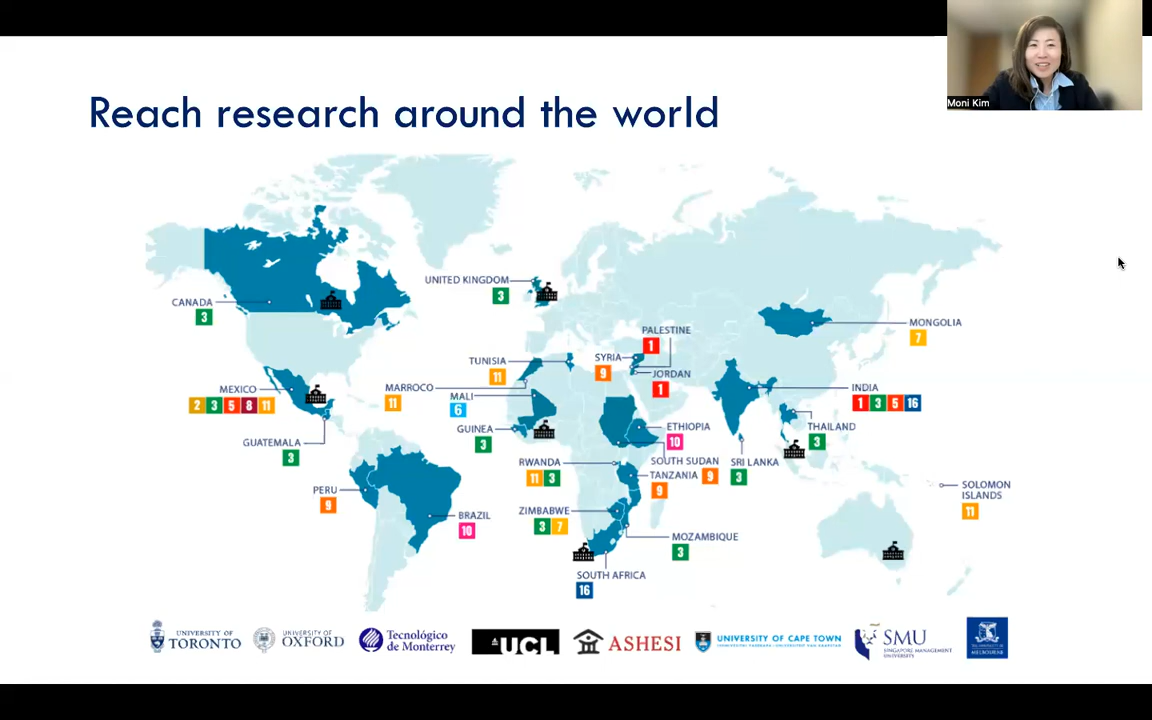 Moni Kim
Reach research around the world
UNITED KINGDOM
3
CANADA
3
MONGOLIA
7
PALESTINE
1
SYRIA
9
TUNISIA
11
JORDAN
1
MEXICO
2 3 5 8 11
MARROCO
11
MALI
6
INDIA
1 3 5 16
GUINEA
3
ETHIOPIA
10
THAILAND
3
GUATEMALA
3
RWANDA
11 3
SOUTH SUDAN
9
TANZANIA
9
SRI LANKA
3
PERU
9
SOLOMON
ISLANDS
11
BRAZIL
10
ZIMBABWE
3 7
MOZAMBIQUE
3
SOUTH AFRICA
16
UNIVERSITY OF
TORONTO
UNIVERSITY OF
OXFORD
Tecnológico
de Monterrey
UCL
ASHESI
UNIVERSITY OF CAPE TOWN
SMU
SINGAPORE MANAGEMENT
UNIVERSITY
MELBOURNE